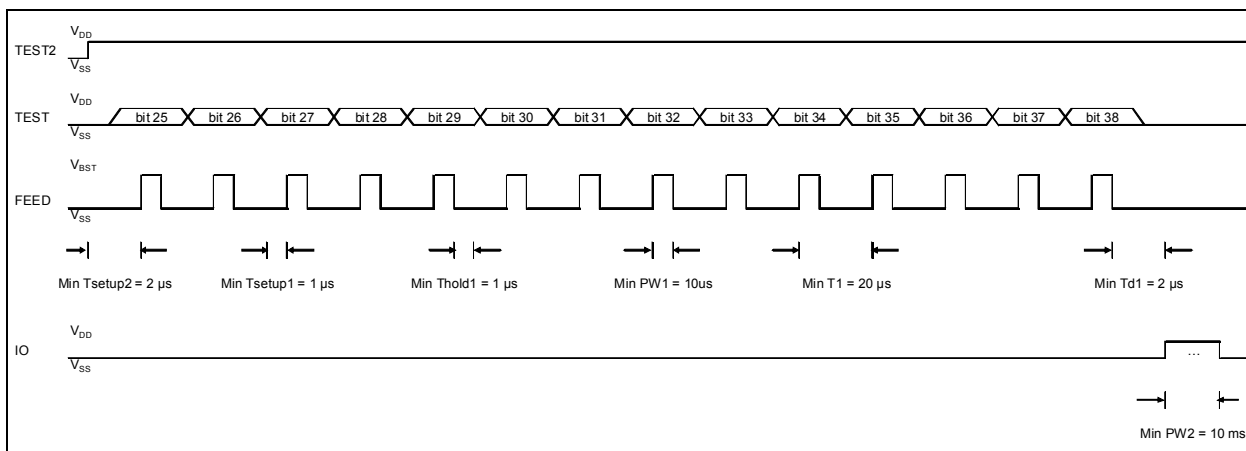 V_DD
TEST2
V_SS
V_DD
TEST
bit 25 bit 26 bit 27 bit 28 bit 29 bit 30 bit 31 bit 32 bit 33 bit 34 bit 35 bit 36 bit 37 bit 38
V_SS
V_BST
FEED
V_SS
Min Tsetup2 = 2 µs Min Tsetup1 = 1 µs Min Thold1 = 1 µs Min PW1 = 10us Min T1 = 20 µs Min Td1 = 2 µs
V_DD
IO
V_SS
...
Min PW2 = 10 ms